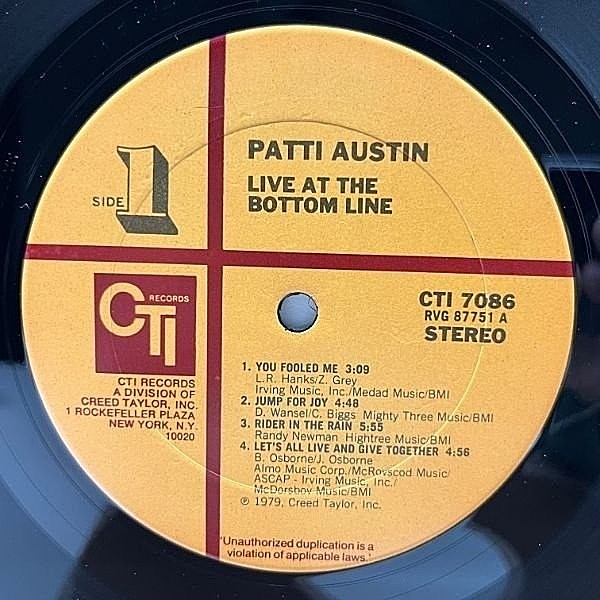 SIDE 1
PATTI AUSTIN
LIVE AT THE
BOTTOM LINE
CTI RECORDS
CTI RECORDS
A DIVISION OF
CREED TAYLOR, INC.
1 ROCKEFELLER PLAZA
NEW YORK, N.Y.
10020
CTI 7086
RVG 87751 A
STEREO
1. YOU FOOLED ME 3:09
L.R. Hanks/Z. Grey
Irving Music, Inc./Medad Music/BMI
2. JUMP FOR JOY 4:48
D. Wansel/C. Biggs Mighty Three Music/BMI
3. RIDER IN THE RAIN 5:55
Randy Newman Hightree Music/BMI
4. LET'S ALL LIVE AND GIVE TOGETHER 4:56
B. Osborne/J. Osborne
Almo Music Corp./McRovscod Music/
ASCAP - Irving Music, Inc./
McDorsboy Music/BMI
℗ 1979, Creed Taylor, Inc.
'Unauthorized duplication is a
violation of applicable laws.'